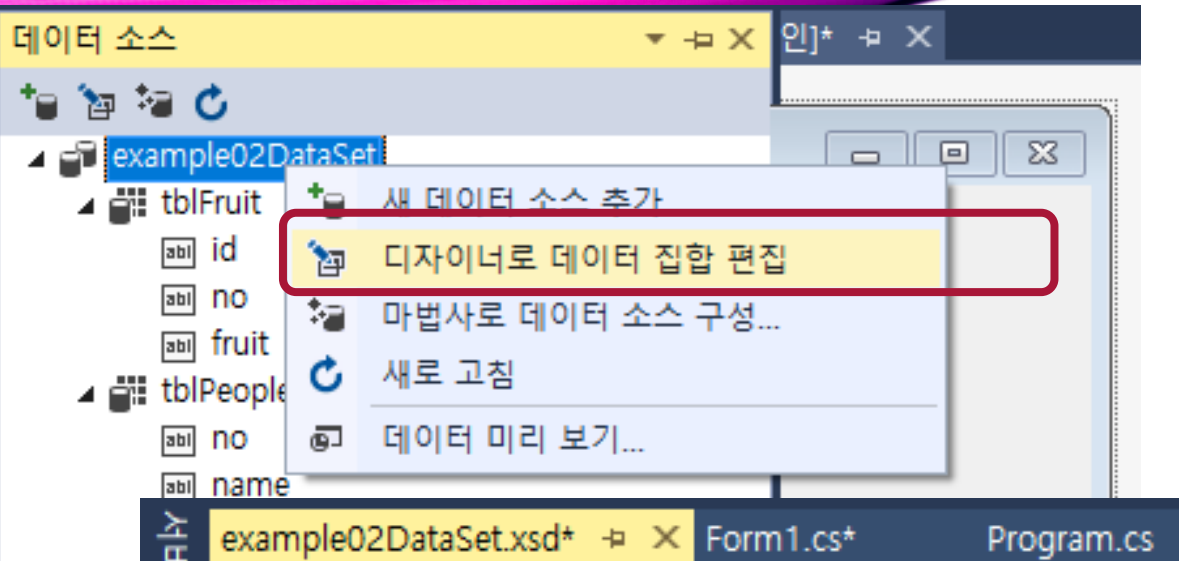 데이터 소스
인]*
example02DataSet
새 데이터 소스 추가
tblFruit
디자이너로 데이터 집합 편집
id
no
마법사로 데이터 소스 구성...
fruit
새로 고침
tblPeople
no
데이터 미리 보기...
name
example02DataSet.xsd*
Form1.cs*
Program.cs